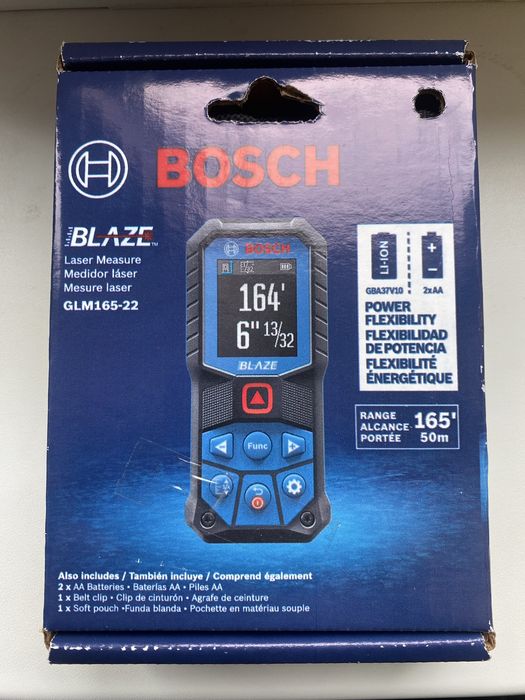 BOSCH
BLAZE™
Laser Measure
Medidor láser
Mesure laser
GLM165-22
BOSCH
164'
6" 13/32
BLAZE
Func
LI-ION
+
−
GBA37V10
2xAA
POWER
FLEXIBILITY
FLEXIBILIDAD
DE POTENCIA
FLEXIBILITÉ
ÉNERGÉTIQUE
RANGE
ALCANCE
PORTÉE
165'
50m
Also includes / También incluye / Comprend également
2 x AA Batteries • Baterías AA • Piles AA
1 x Belt clip • Clip de cinturón • Agrafe de ceinture
1 x Soft pouch •Funda blanda • Pochette en matériau souple